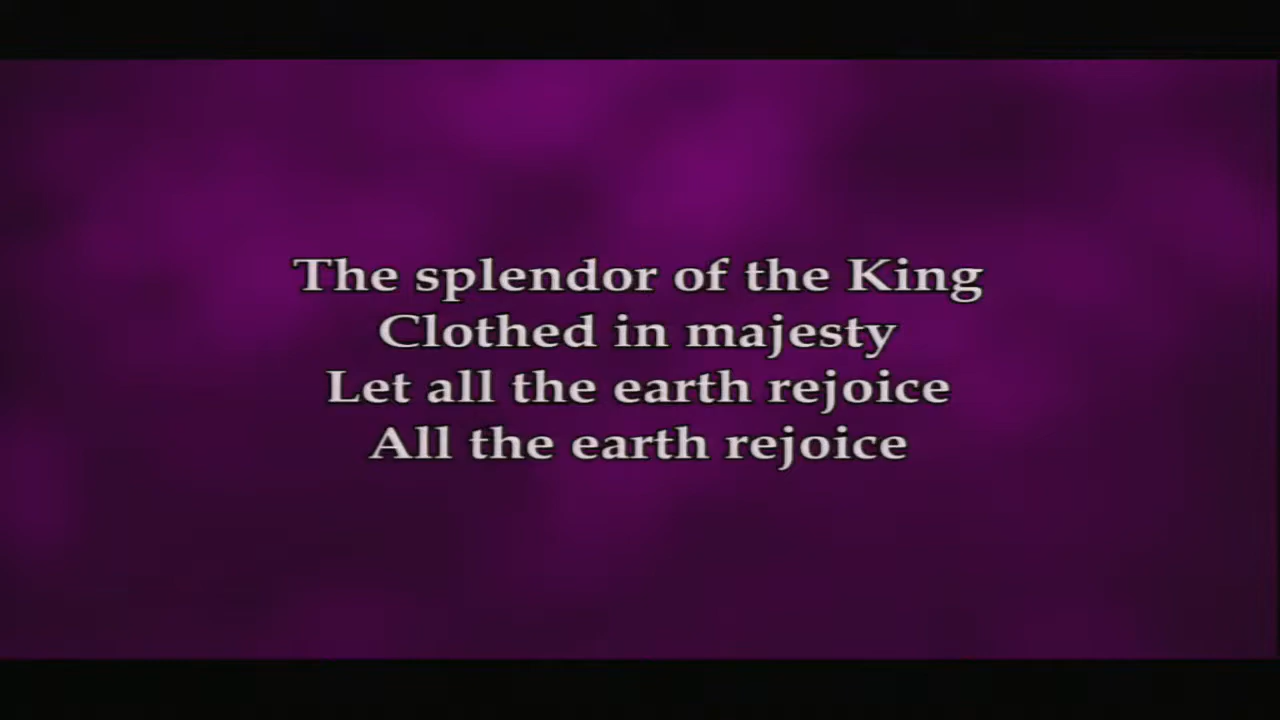 The splendor of the King
Clothed in majesty
Let all the earth rejoice
All the earth rejoice